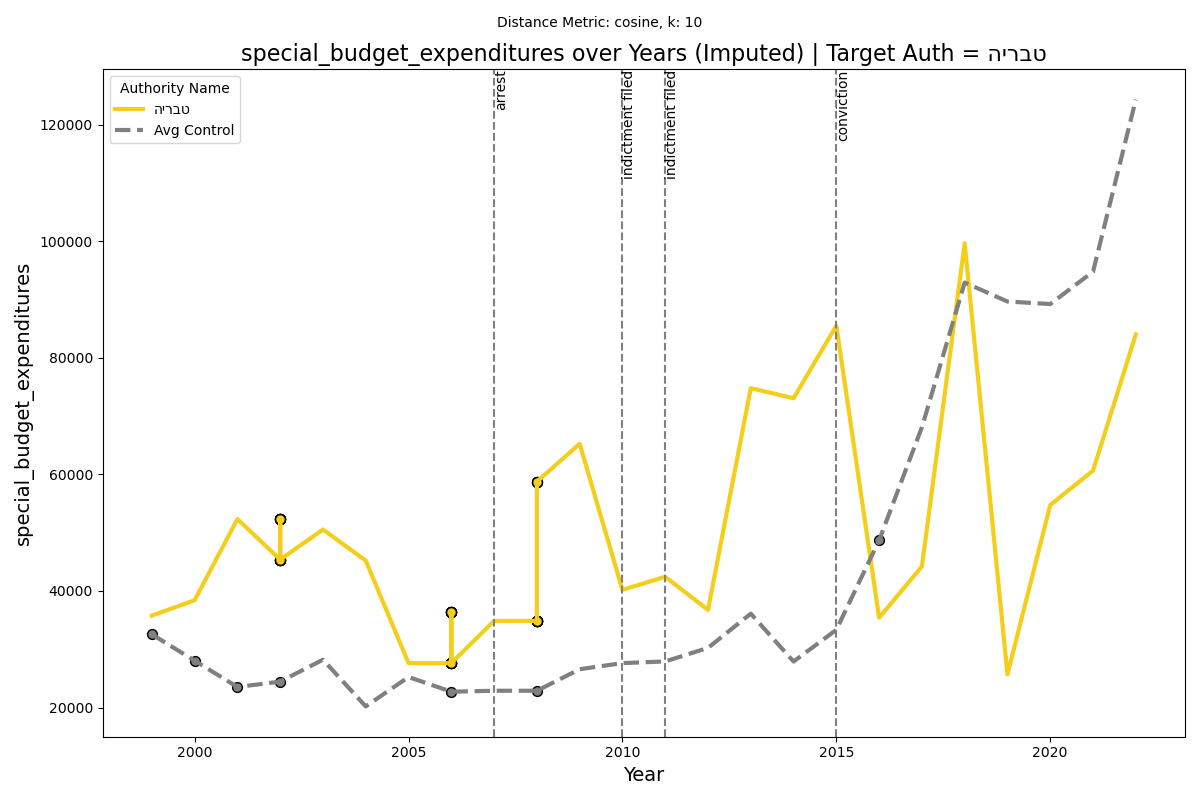 Distance Metric: cosine, k: 10
special_budget_expenditures over Years (Imputed) | Target Auth = טבריה
Authority Name
טבריה
Avg Control
arrest
indictment filed
indictment filed
conviction
special_budget_expenditures
120000
100000
80000
60000
40000
20000
2000
2005
2010
2015
2020
Year